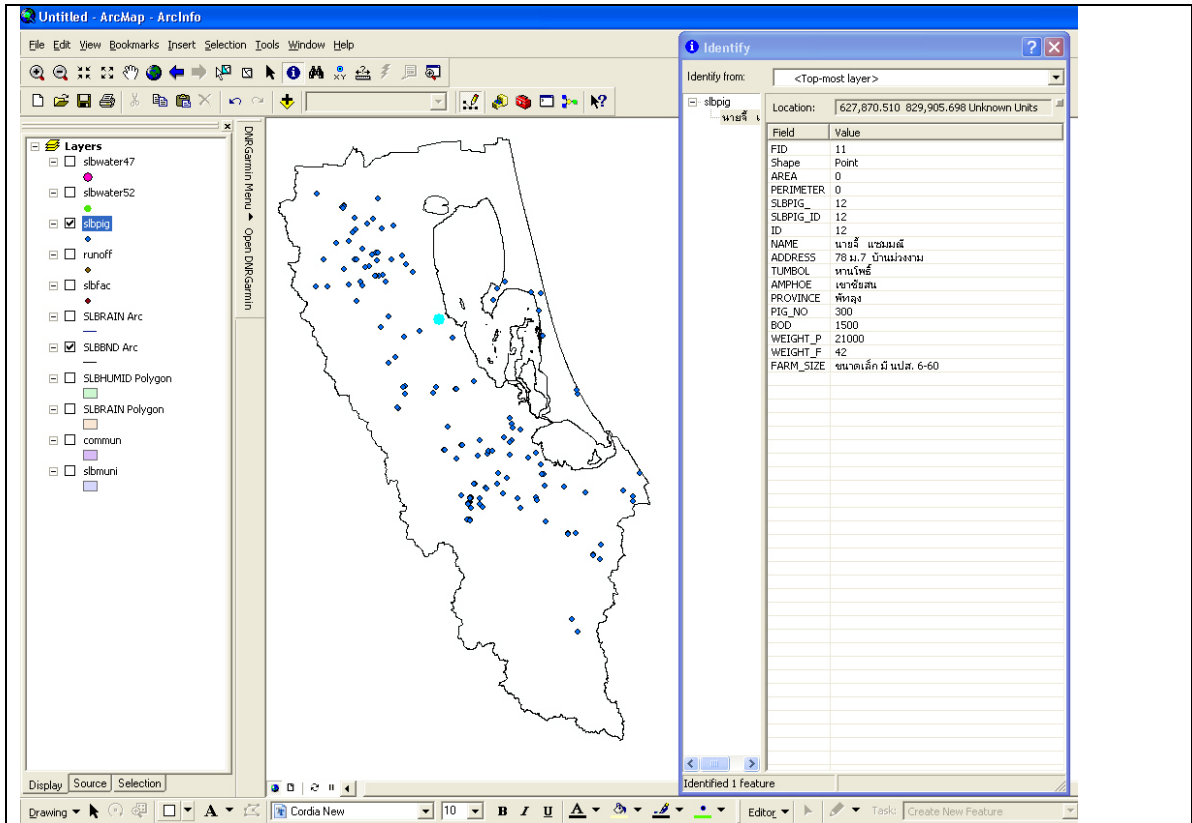 Untitled - ArcMap - ArcInfo
File Edit View Bookmarks Insert Selection Tools Window Help
Layers
slbwater47
slbwater52
slbpig
runoff
slbfac
SLBRAIN Arc
SLBBND Arc
SLBHUMID Polygon
SLBRAIN Polygon
commun
slbmuni
Display Source Selection
DNRGarmin Menu Open DNRGarmin
Identify
Identify from: <Top-most layer>
slbpig
นายจี้ แ
Location: 627,870.510 829,905.698 Unknown Units
Field Value
FID 11
Shape Point
AREA 0
PERIMETER 0
SLBPIG_ 12
SLBPIG_ID 12
ID 12
NAME นายจี้ แซมมณี
ADDRESS 78 ม.7 บ้านม่วงงาม
TUMBOL หานโพธิ์
AMPHOE เขาชัยสน
PROVINCE พัทลุง
PIG_NO 300
BOD 1500
WEIGHT_P 21000
WEIGHT_F 42
FARM_SIZE ขนาดเล็ก มี นปส. 6-60
Identified 1 feature
Drawing A Cordia New 10 B I U A Editor Task: Create New Feature